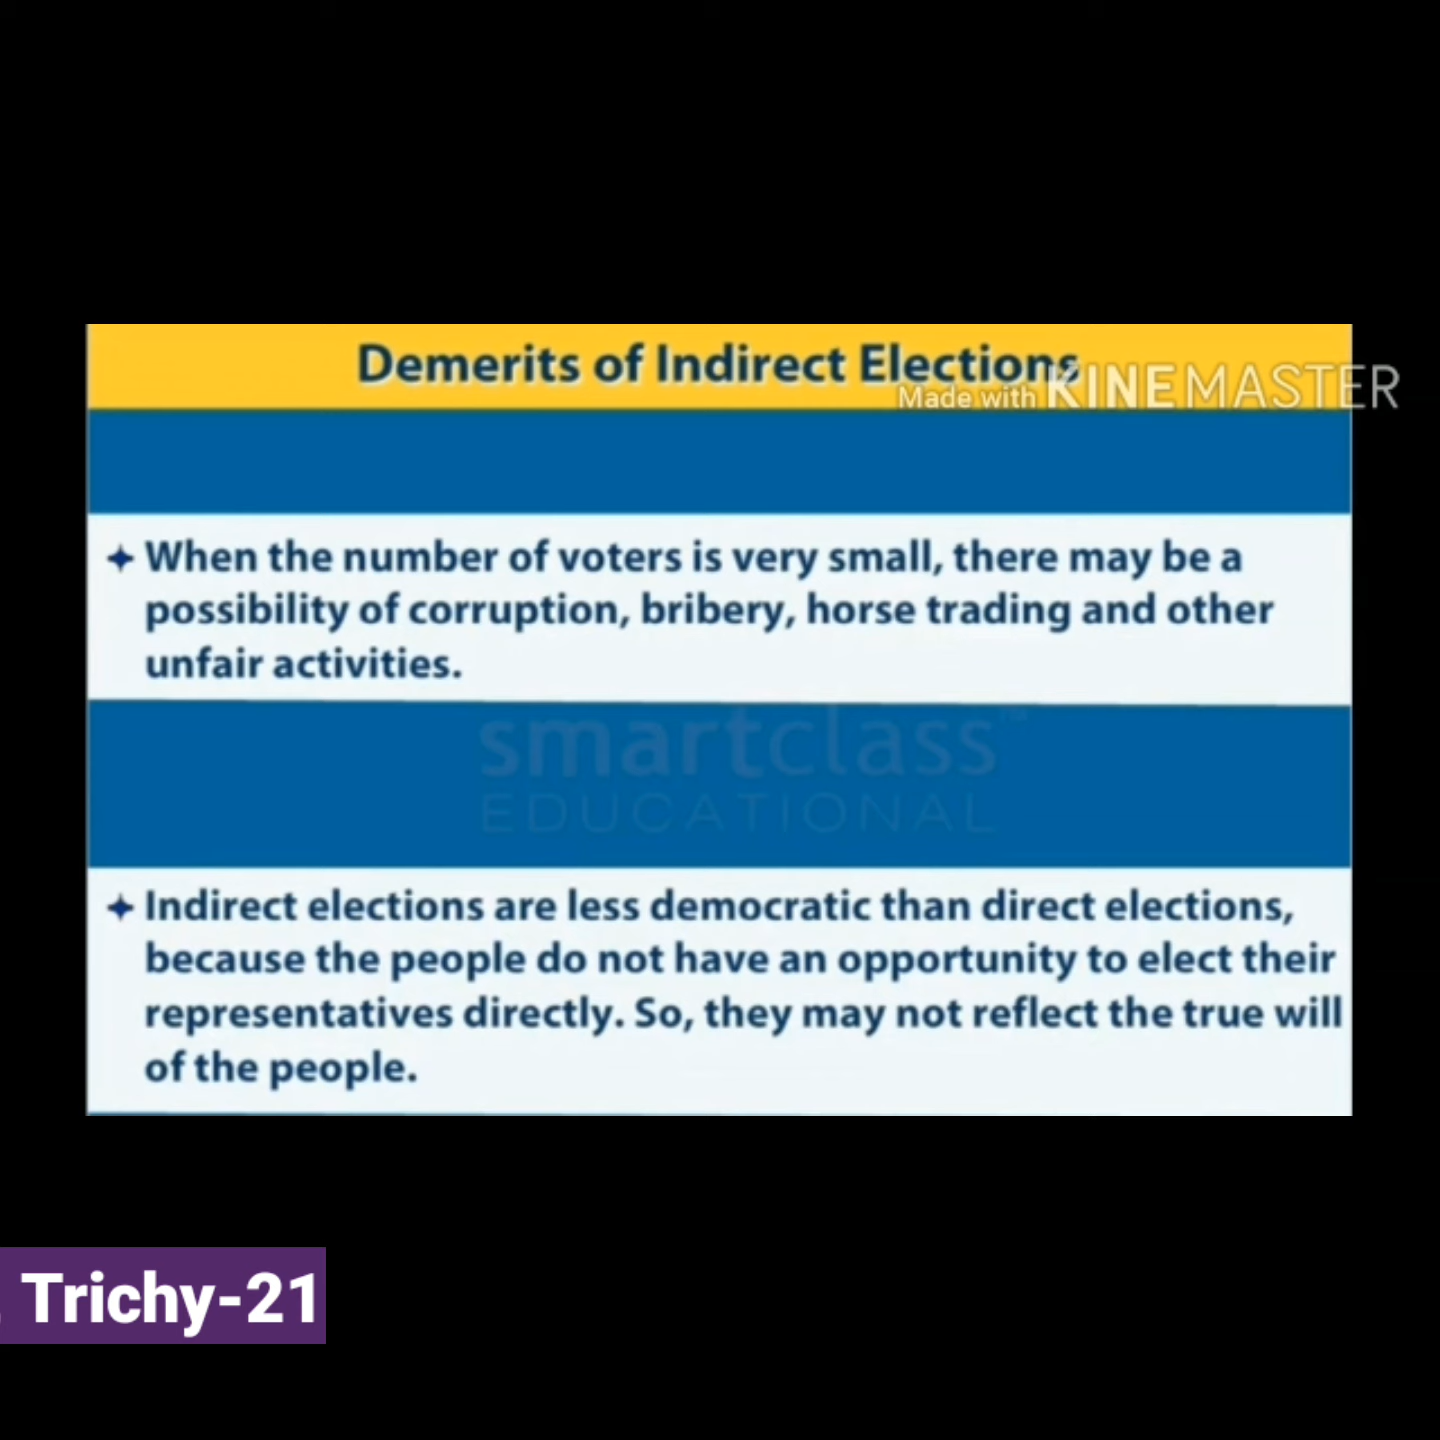 Demerits of Indirect Elections
Made with KINEMASTER
✦ When the number of voters is very small, there may be a
possibility of corruption, bribery, horse trading and other
unfair activities.
smartclass™
EDUCATIONAL
✦ Indirect elections are less democratic than direct elections,
because the people do not have an opportunity to elect their
representatives directly. So, they may not reflect the true will
of the people.
Trichy-21